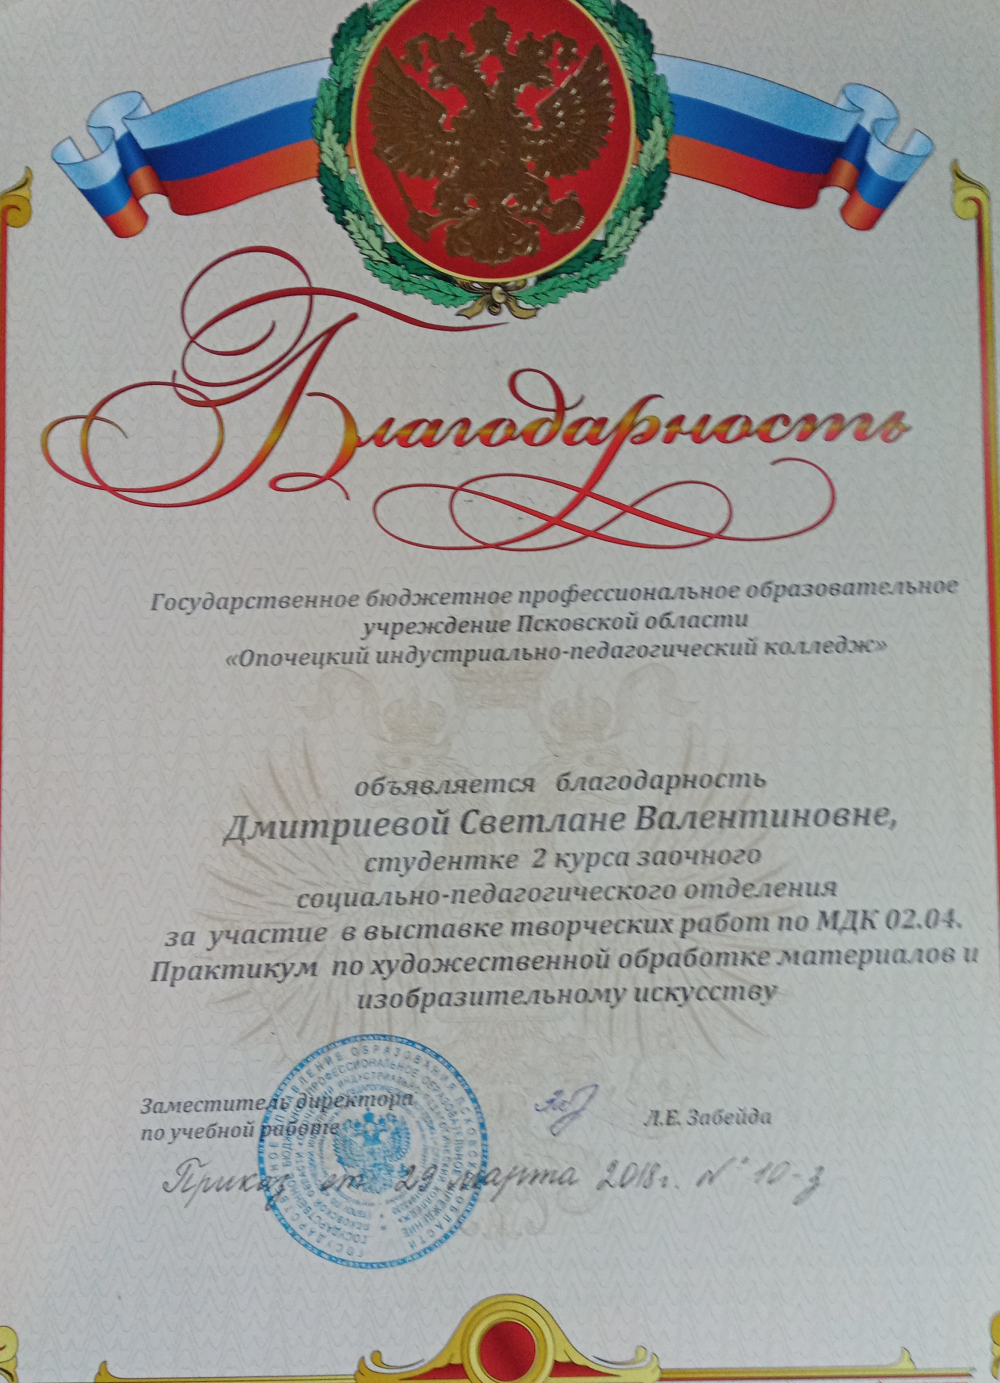 Благодарность
Государственное бюджетное профессиональное образовательное
учреждение Псковской области
«Опочецкий индустриально-педагогический колледж»
объявляется благодарность
Дмитриевой Светлане Валентиновне,
студентке 2 курса заочного
социально-педагогического отделения
за участие в выставке творческих работ по МДК 02.04.
Практикум по художественной обработке материалов и
изобразительному искусству
Заместитель директора
по учебной работе
Л.Е. Забейда
Приказ от 29 марта 2018г. № 10-з